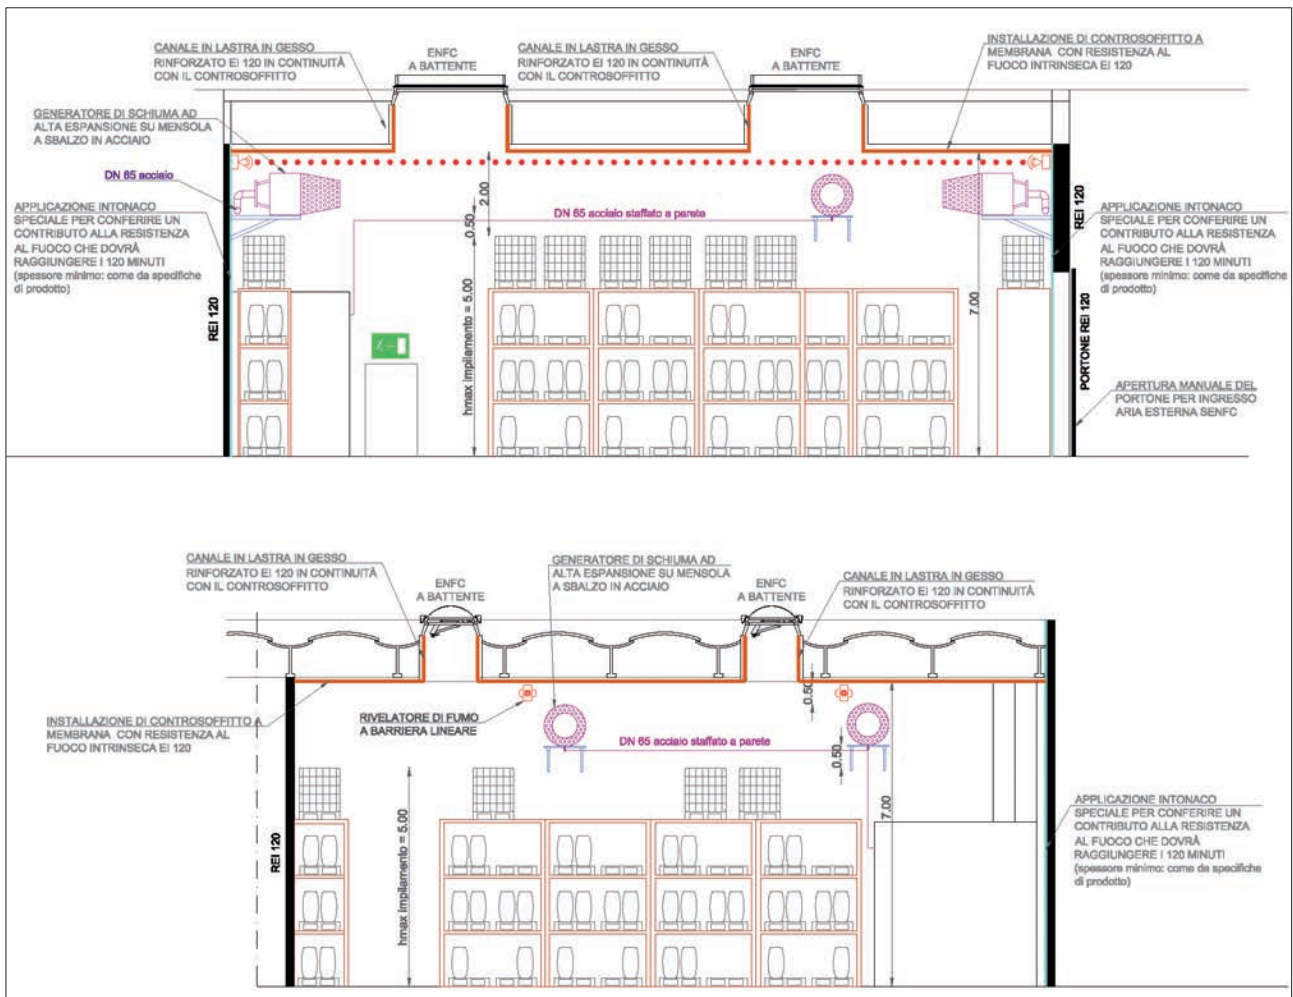 CANALE IN LASTRA IN GESSO
RINFORZATO EI 120 IN CONTINUITÀ
CON IL CONTROSOFFITTO
ENFC
A BATTENTE
CANALE IN LASTRA IN GESSO
RINFORZATO EI 120 IN CONTINUITÀ
CON IL CONTROSOFFITTO
ENFC
A BATTENTE
INSTALLAZIONE DI CONTROSOFFITTO A
MEMBRANA CON RESISTENZA AL
FUOCO INTRINSECA EI 120
GENERATORE DI SCHIUMA AD
ALTA ESPANSIONE SU MENSOLA
A SBALZO IN ACCIAIO
DN 65 acciaio
APPLICAZIONE INTONACO
SPECIALE PER CONFERIRE UN
CONTRIBUTO ALLA RESISTENZA
AL FUOCO CHE DOVRÀ
RAGGIUNGERE I 120 MINUTI
(spessore minimo: come da specifiche
di prodotto)
REI 120
2.00
0.50
DN 65 acciaio staffato a parete
hmax impilamento = 5.00
7.00
REI 120
PORTONE REI 120
APPLICAZIONE INTONACO
SPECIALE PER CONFERIRE UN
CONTRIBUTO ALLA RESISTENZA
AL FUOCO CHE DOVRÀ
RAGGIUNGERE I 120 MINUTI
(spessore minimo: come da specifiche
di prodotto)
APERTURA MANUALE DEL
PORTONE PER INGRESSO
ARIA ESTERNA SENFC
CANALE IN LASTRA IN GESSO
RINFORZATO EI 120 IN CONTINUITÀ
CON IL CONTROSOFFITTO
ENFC
A BATTENTE
GENERATORE DI SCHIUMA AD
ALTA ESPANSIONE SU MENSOLA
A SBALZO IN ACCIAIO
ENFC
A BATTENTE
CANALE IN LASTRA IN GESSO
RINFORZATO EI 120 IN CONTINUITÀ
CON IL CONTROSOFFITTO
INSTALLAZIONE DI CONTROSOFFITTO A
MEMBRANA CON RESISTENZA AL
FUOCO INTRINSECA EI 120
RIVELATORE DI FUMO
A BARRIERA LINEARE
DN 65 acciaio staffato a parete
0.50
0.50
7.00
REI 120
hmax impilamento = 5.00
APPLICAZIONE INTONACO
SPECIALE PER CONFERIRE UN
CONTRIBUTO ALLA RESISTENZA
AL FUOCO CHE DOVRÀ
RAGGIUNGERE I 120 MINUTI
(spessore minimo: come da specifiche
di prodotto)